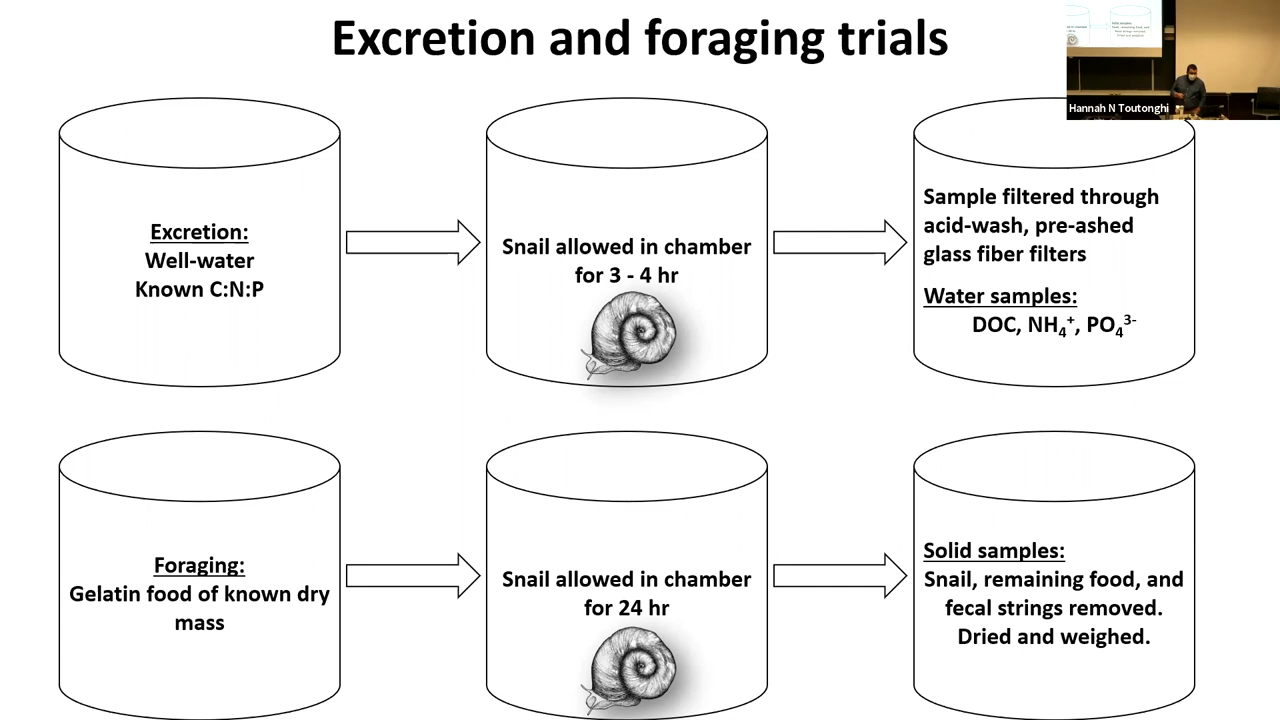 Excretion and foraging trials
Hannah N Toutonghi
Excretion:
Well-water
Known C:N:P
Snail allowed in chamber
for 3 - 4 hr
Sample filtered through
acid-wash, pre-ashed
glass fiber filters
Water samples:
DOC, NH₄⁺, PO₄³⁻
Foraging:
Gelatin food of known dry
mass
Snail allowed in chamber
for 24 hr
Solid samples:
Snail, remaining food, and
fecal strings removed.
Dried and weighed.